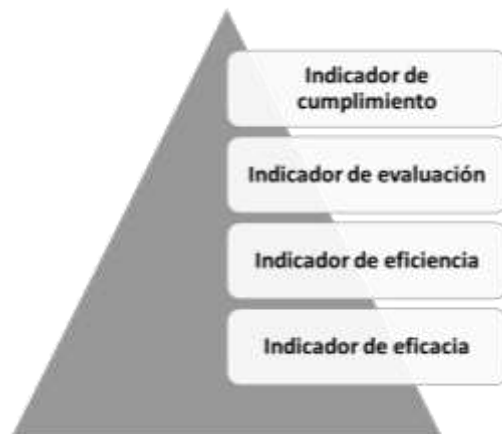 Indicador de
cumplimiento
Indicador de evaluación
Indicador de eficiencia
Indicador de eficacia